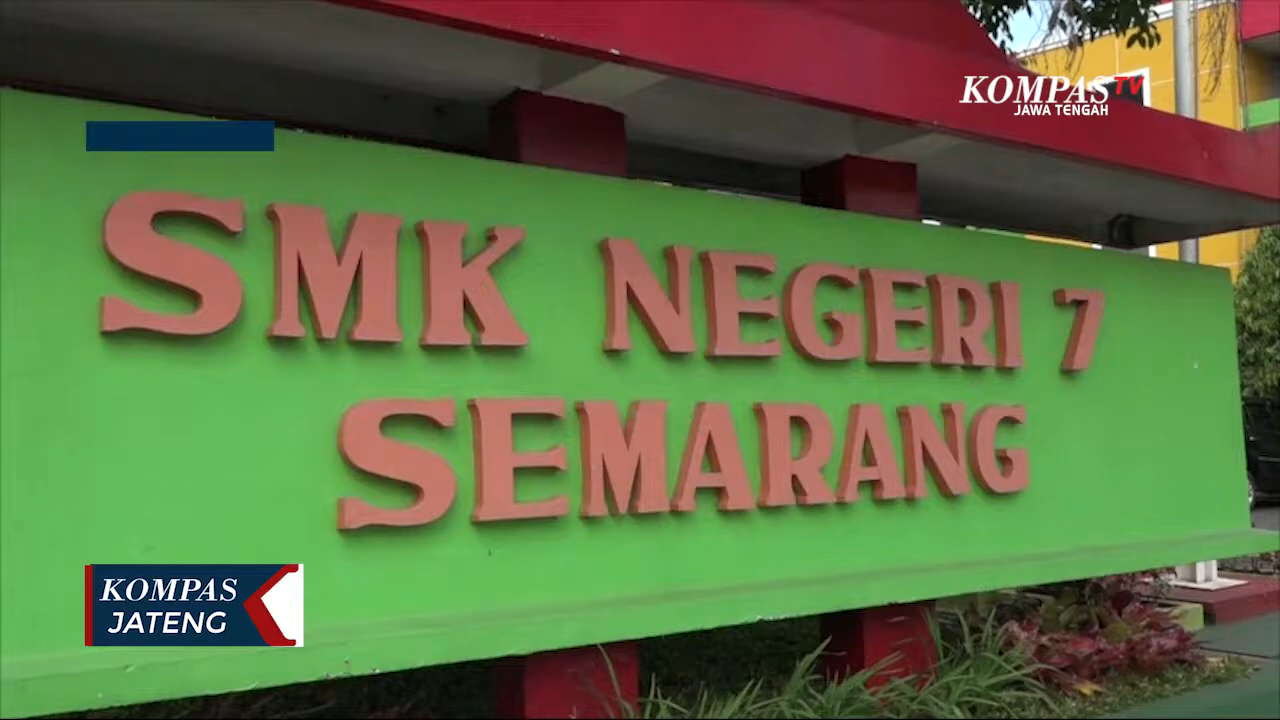 KOMPAS TV
JAWA TENGAH
SMK NEGERI 7
SEMARANG
KOMPAS
JATENG